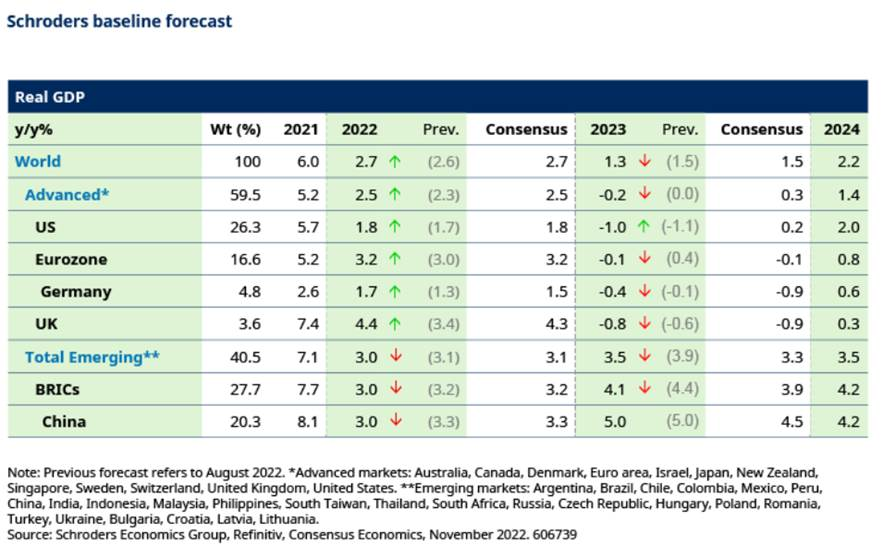 Schroders baseline forecast
Real GDP
y/y% Wt (%) 2021 2022 Prev. Consensus 2023 Prev. Consensus 2024
World 100 6.0 2.7 ↑ (2.6) 2.7 1.3 ↓ (1.5) 1.5 2.2
Advanced* 59.5 5.2 2.5 ↑ (2.3) 2.5 -0.2 ↓ (0.0) 0.3 1.4
US 26.3 5.7 1.8 ↑ (1.7) 1.8 -1.0 ↑ (-1.1) 0.2 2.0
Eurozone 16.6 5.2 3.2 ↑ (3.0) 3.2 -0.1 ↓ (0.4) -0.1 0.8
Germany 4.8 2.6 1.7 ↑ (1.3) 1.5 -0.4 ↓ (-0.1) -0.9 0.6
UK 3.6 7.4 4.4 ↑ (3.4) 4.3 -0.8 ↓ (-0.6) -0.9 0.3
Total Emerging** 40.5 7.1 3.0 ↓ (3.1) 3.1 3.5 ↓ (3.9) 3.3 3.5
BRICs 27.7 7.7 3.0 ↓ (3.2) 3.2 4.1 ↓ (4.4) 3.9 4.2
China 20.3 8.1 3.0 ↓ (3.3) 3.3 5.0 (5.0) 4.5 4.2
Note: Previous forecast refers to August 2022. *Advanced markets: Australia, Canada, Denmark, Euro area, Israel, Japan, New Zealand,
Singapore, Sweden, Switzerland, United Kingdom, United States. **Emerging markets: Argentina, Brazil, Chile, Colombia, Mexico, Peru,
China, India, Indonesia, Malaysia, Philippines, South Taiwan, Thailand, South Africa, Russia, Czech Republic, Hungary, Poland, Romania,
Turkey, Ukraine, Bulgaria, Croatia, Latvia, Lithuania.
Source: Schroders Economics Group, Refinitiv, Consensus Economics, November 2022. 606739